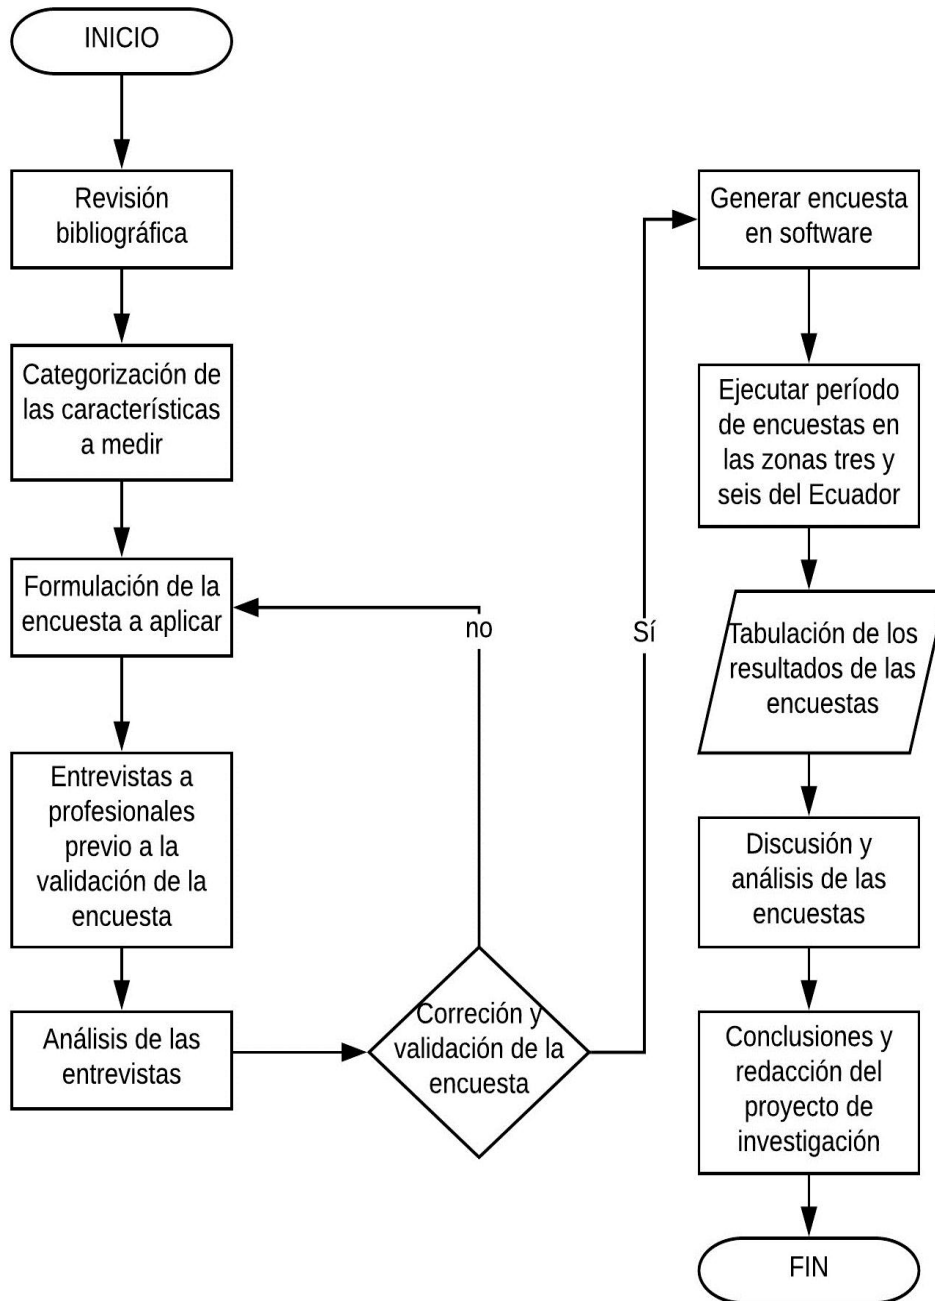 INICIO
Revisión
bibliográfica
Categorización de
las característícas
a medir
Formulación de la
encuesta a aplicar
Entrevistas a
profesionales
previo a la
validación de la
encuesta
Análisis de las
entrevistas
Correción y
validación de la
encuesta
no
Sí
Generar encuesta
en software
Ejecutar período
de encuestas en
las zonas tres y
seis del Ecuador
Tabulación de los
resultados de las
encuestas
Discusión y
análisis de las
encuestas
Conclusiones y
redacción del
proyecto de
investigación
FIN